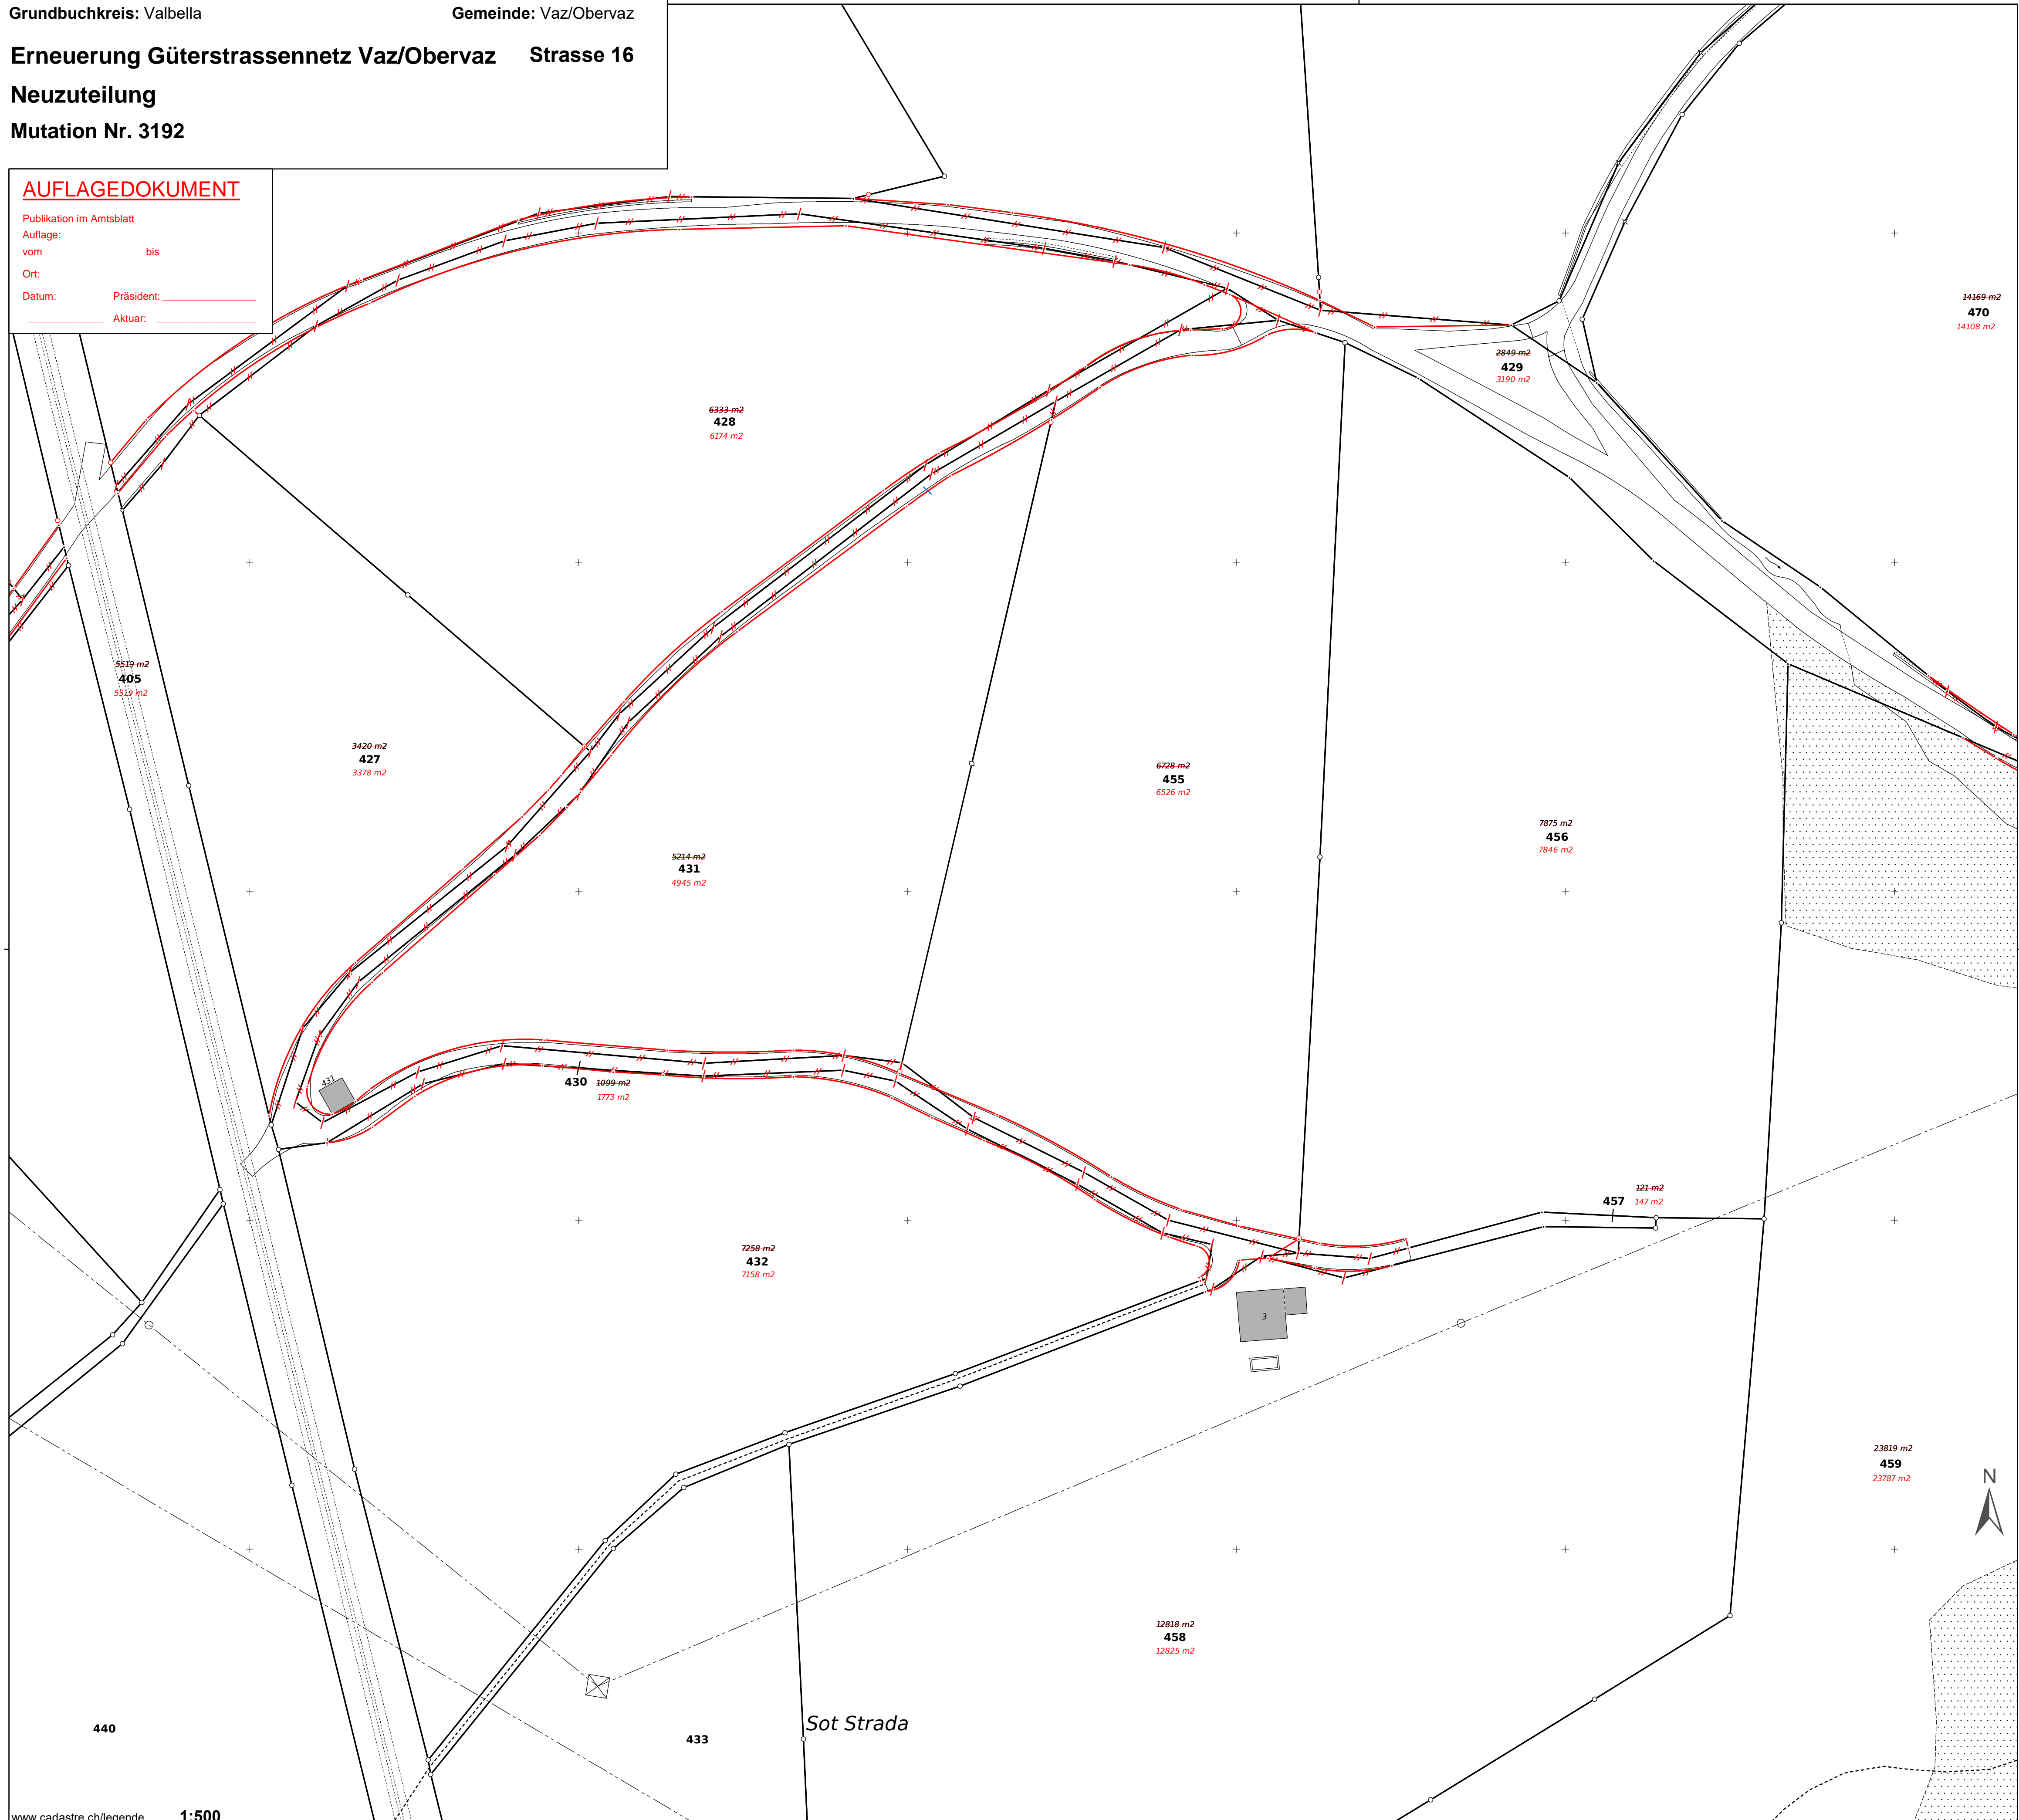 Grundbuchkreis: Valbella Gemeinde: Vaz/Obervaz
Erneuerung Güterstrassennetz Vaz/Obervaz Strasse 16
Neuzuteilung
Mutation Nr. 3192
AUFLAGEDOKUMENT
Publikation im Amtsblatt
Auflage:
vom bis
Ort:
Datum: Präsident:
Aktuar:
14169 m2
470
14108 m2
2849 m2
429
3190 m2
6333 m2
428
6174 m2
5519 m2
405
5519 m2
3420 m2
427
3378 m2
6728 m2
455
6526 m2
7875 m2
456
7846 m2
5214 m2
431
4945 m2
431
430 1099 m2
1773 m2
121 m2
457 147 m2
7258 m2
432
7158 m2
3
23819 m2
459
23787 m2
N
12818 m2
458
12825 m2
Sot Strada
440
433
www.cadastre.ch/legende 1:500